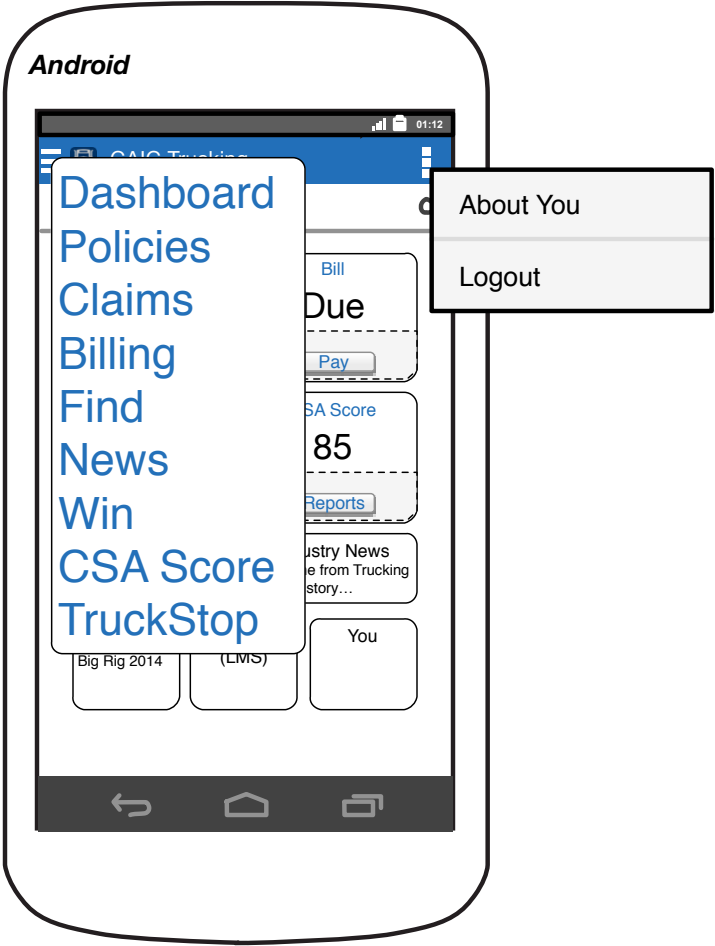 Android
01:12
Trucking
Dashboard
Policies
Claims
Billing
Find
News
Win
CSA Score
TruckStop
About You
Logout
Bill
Due
Pay
SA Score
85
Reports
ustry News
e from Trucking
story…
Big Rig 2014
(LMS)
You